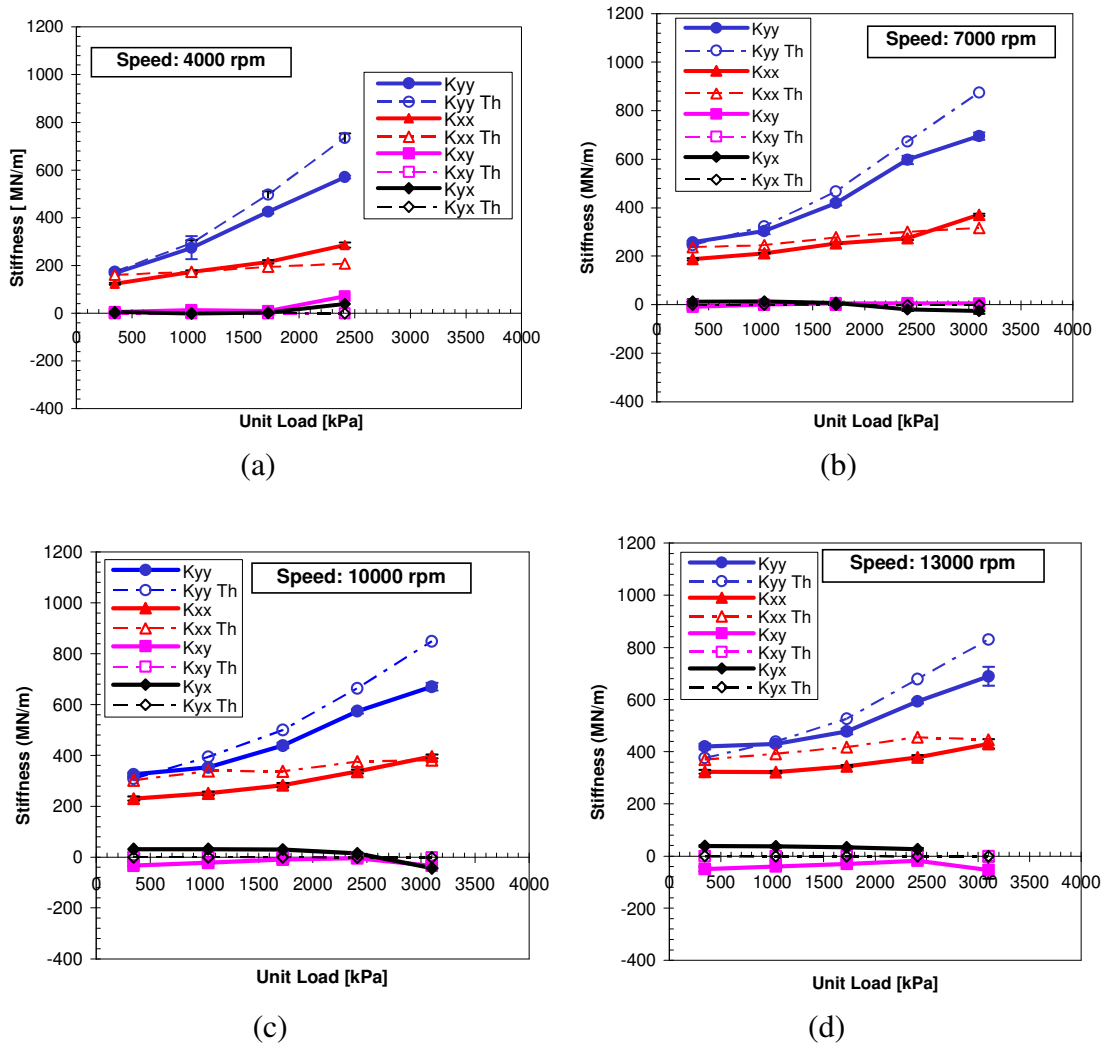 1200
1000
800
600
400
200
0
-200
-400
0 500 1000 1500 2000 2500 3000 3500 4000
Unit Load [kPa]
Stiffness [ MN/m]
Speed: 4000 rpm
Kyy
Kyy Th
Kxx
Kxx Th
Kxy
Kxy Th
Kyx
Kyx Th
(a)
1200
1000
800
600
400
200
0
-200
-400
0 500 1000 1500 2000 2500 3000 3500 4000
Unit Load [kPa]
Stiffness (MN/m)
Speed: 7000 rpm
Kyy
Kyy Th
Kxx
Kxx Th
Kxy
Kxy Th
Kyx
Kyx Th
(b)
1200
1000
800
600
400
200
0
-200
-400
0 500 1000 1500 2000 2500 3000 3500 4000
Unit Load [kPa]
Stiffness (MN/m)
Speed: 10000 rpm
Kyy
Kyy Th
Kxx
Kxx Th
Kxy
Kxy Th
Kyx
Kyx Th
(c)
1200
1000
800
600
400
200
0
-200
-400
0 500 1000 1500 2000 2500 3000 3500 4000
Unit Load [kPa]
Stiffness (MN/m)
Speed: 13000 rpm
Kyy
Kyy Th
Kxx
Kxx Th
Kxy
Kxy Th
Kyx
Kyx Th
(d)